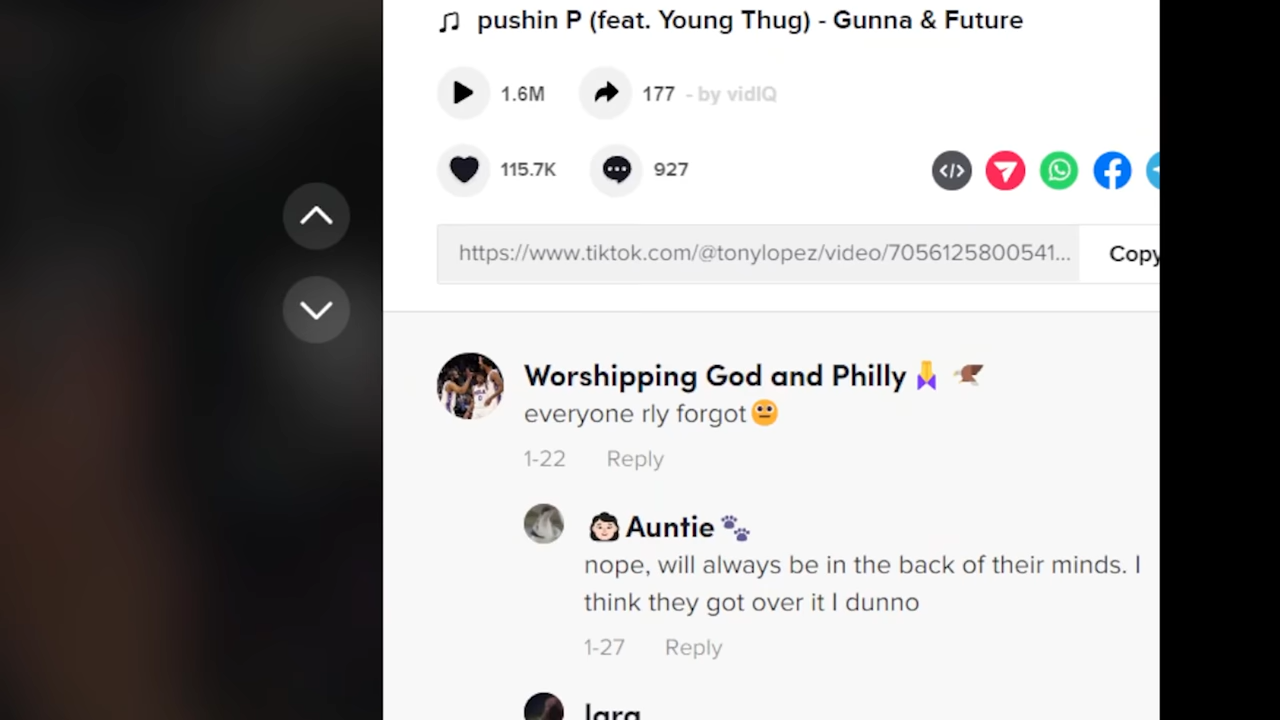 pushin P (feat. Young Thug) - Gunna & Future
1.6M 177 - by vidIQ
115.7K 927
https://www.tiktok.com/@tonylopez/video/7056125800541... Copy
Worshipping God and Philly
everyone rly forgot
1-22 Reply
Auntie
nope, will always be in the back of their minds. I
think they got over it I dunno
1-27 Reply